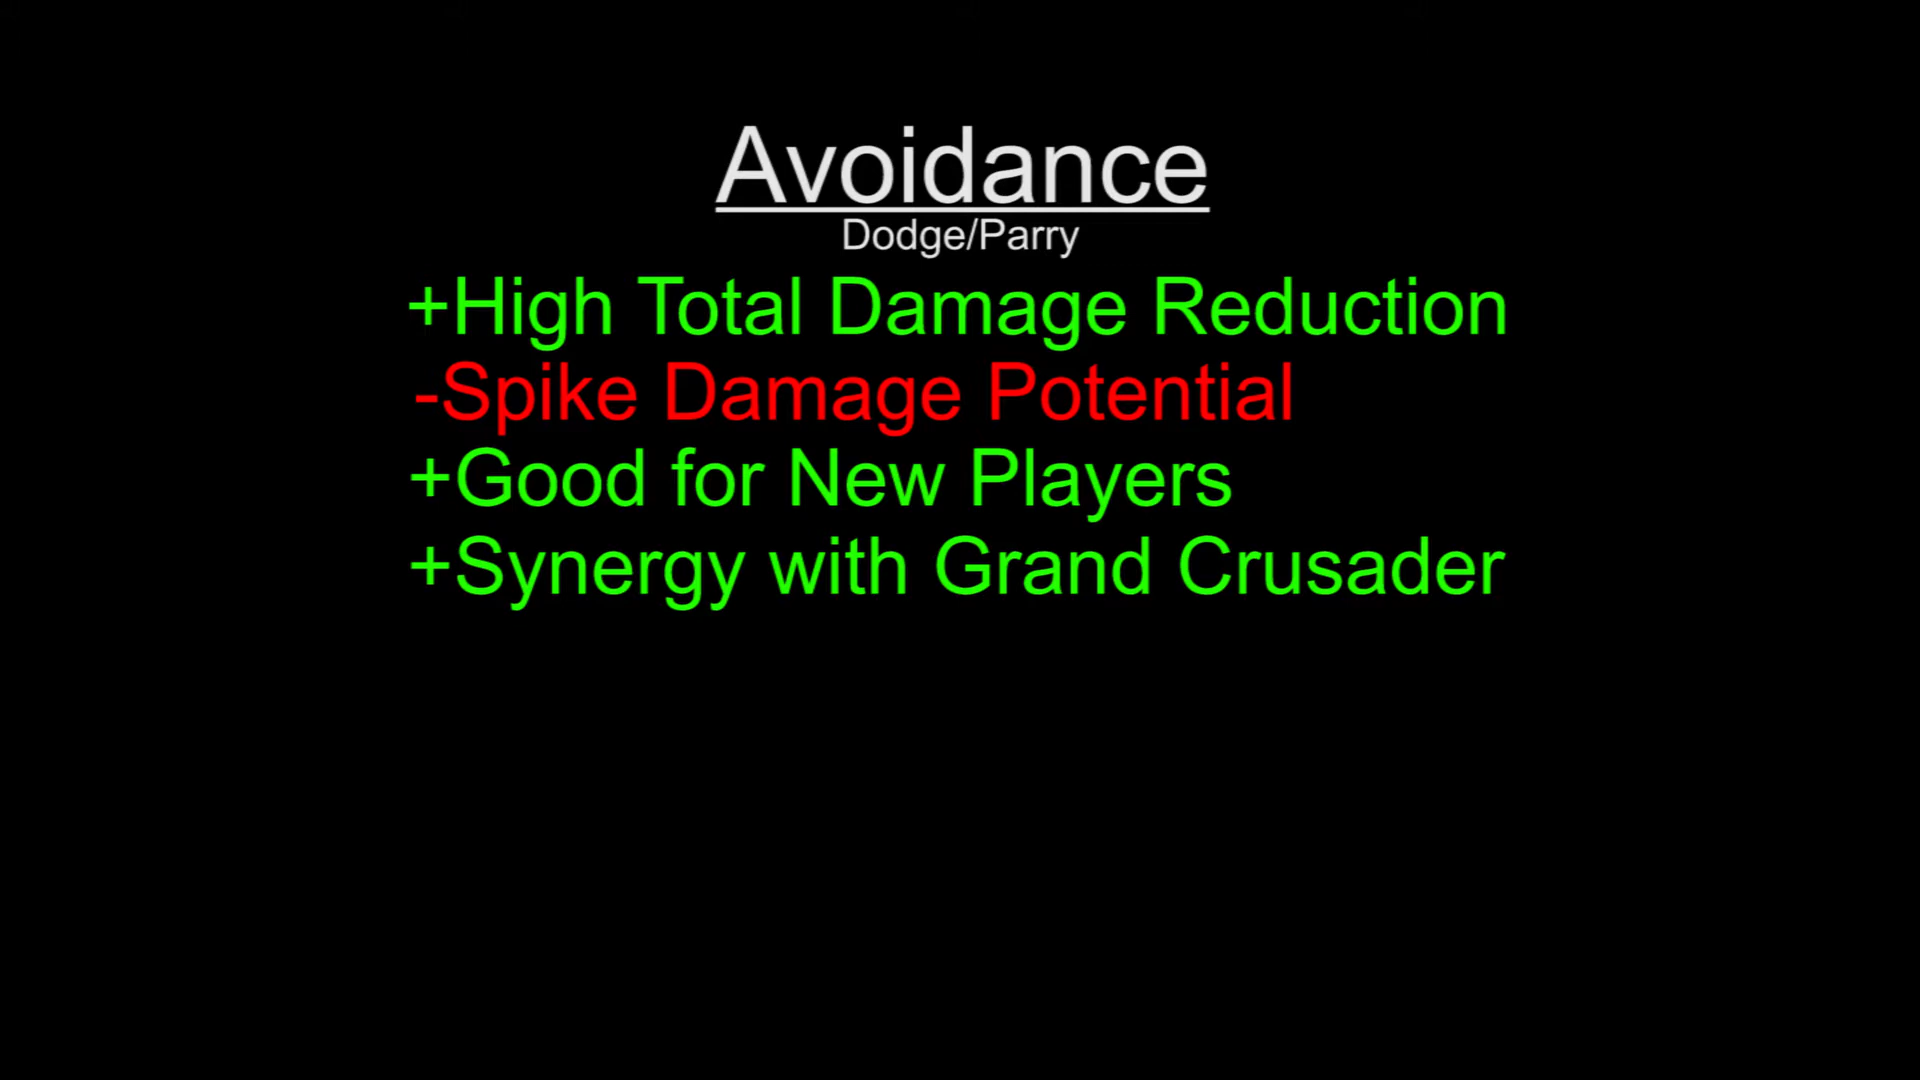 Avoidance
Dodge/Parry
+High Total Damage Reduction
-Spike Damage Potential
+Good for New Players
+Synergy with Grand Crusader